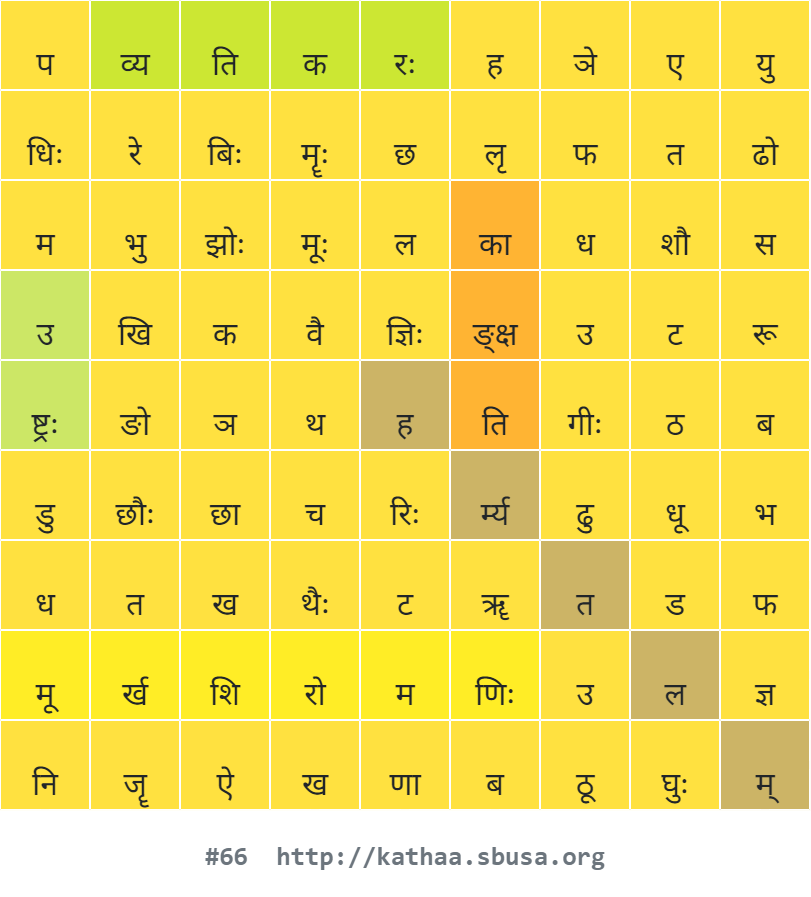 प व्य ति क रः ह ञे ए यु
धिः रे बिः मॄः छ लृ फ त ढो
म भु झोः मूः ल का ध शौ स
उ खि क वै ज्ञिः ङ्क्ष उ ट रू
ष्ट्रः ङो ञ थ ह ति गीः ठ ब
डु छौः छा च रिः र्म्य ढु धू भ
ध त ख थैः ट ॠ त ड फ
मू र्ख शि रो म णिः उ ल ज्ञ
नि जॄ ऐ ख णा ब ठू घुः म्
#66 http://kathaa.sbusa.org